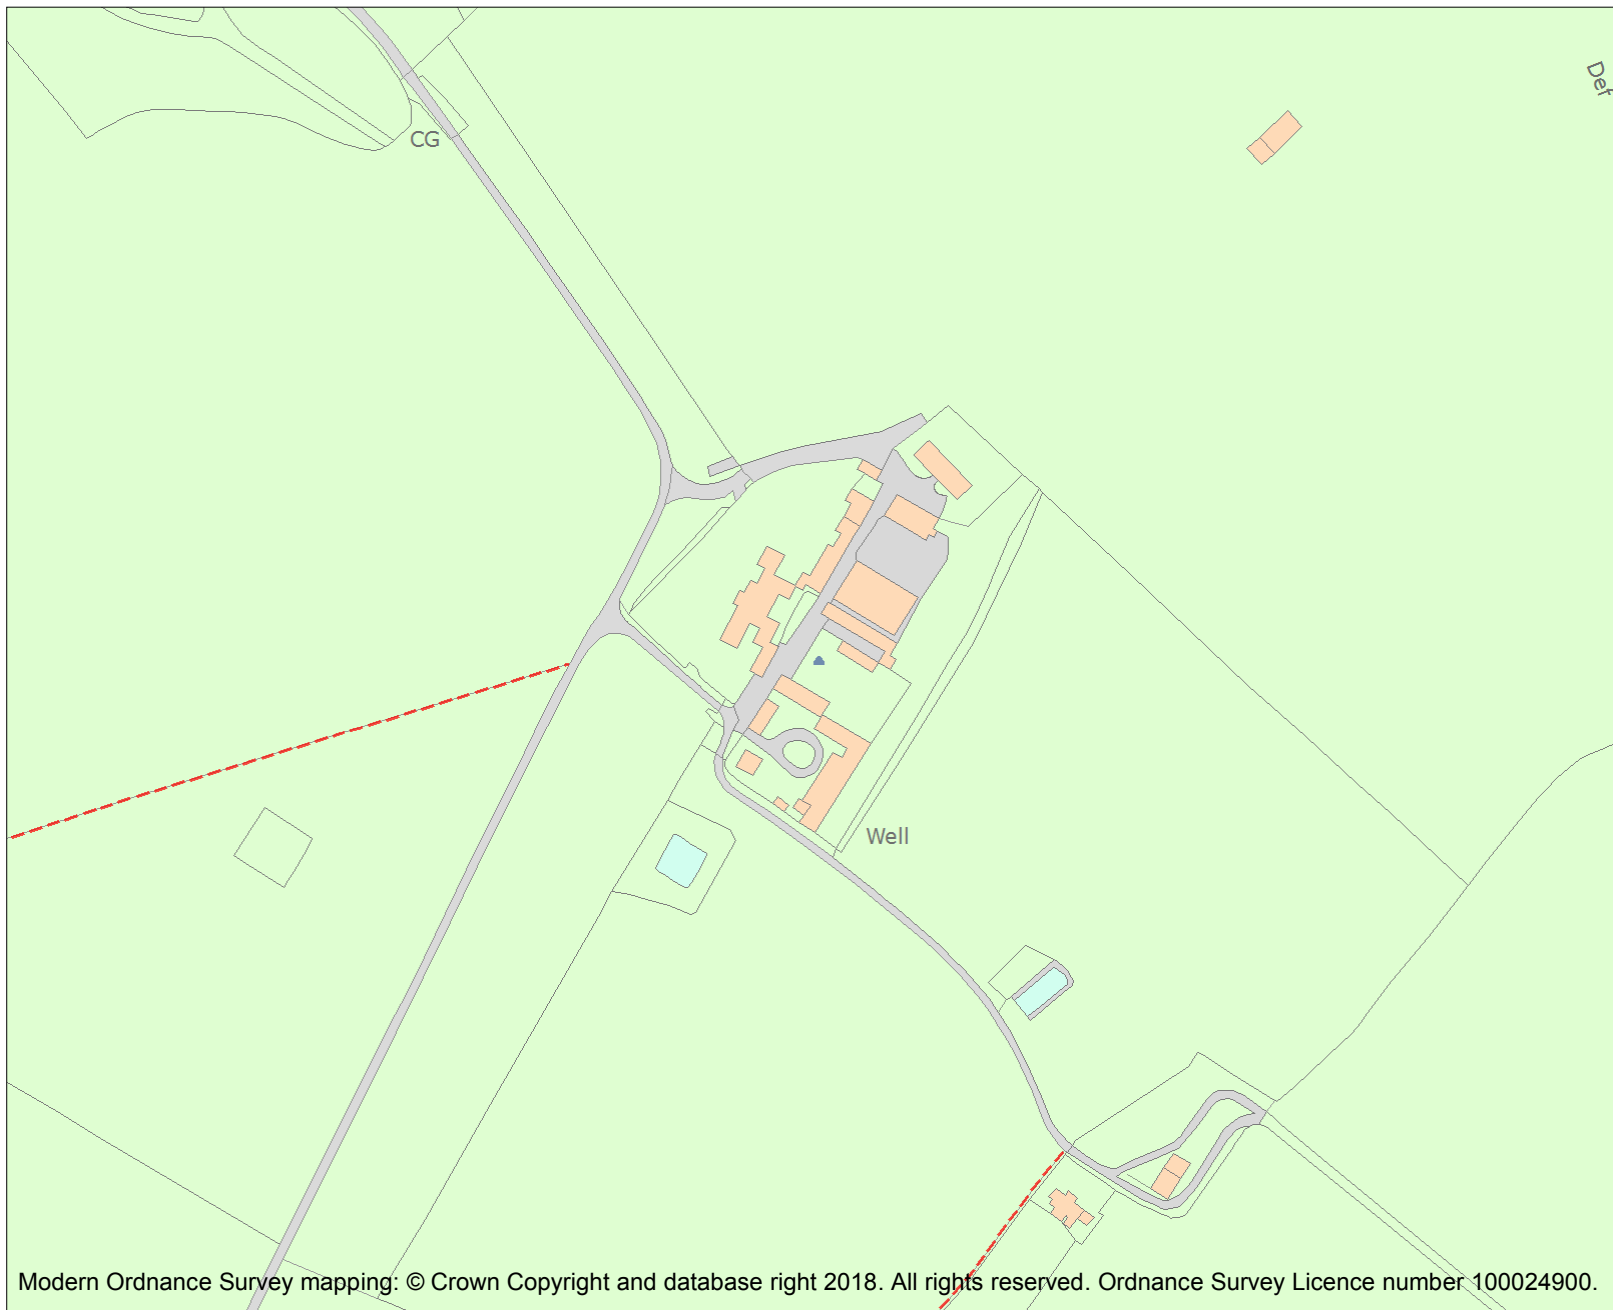 Def
CG
Well
Modern Ordnance Survey mapping: © Crown Copyright and database right 2018. All rights reserved. Ordnance Survey Licence number 100024900.